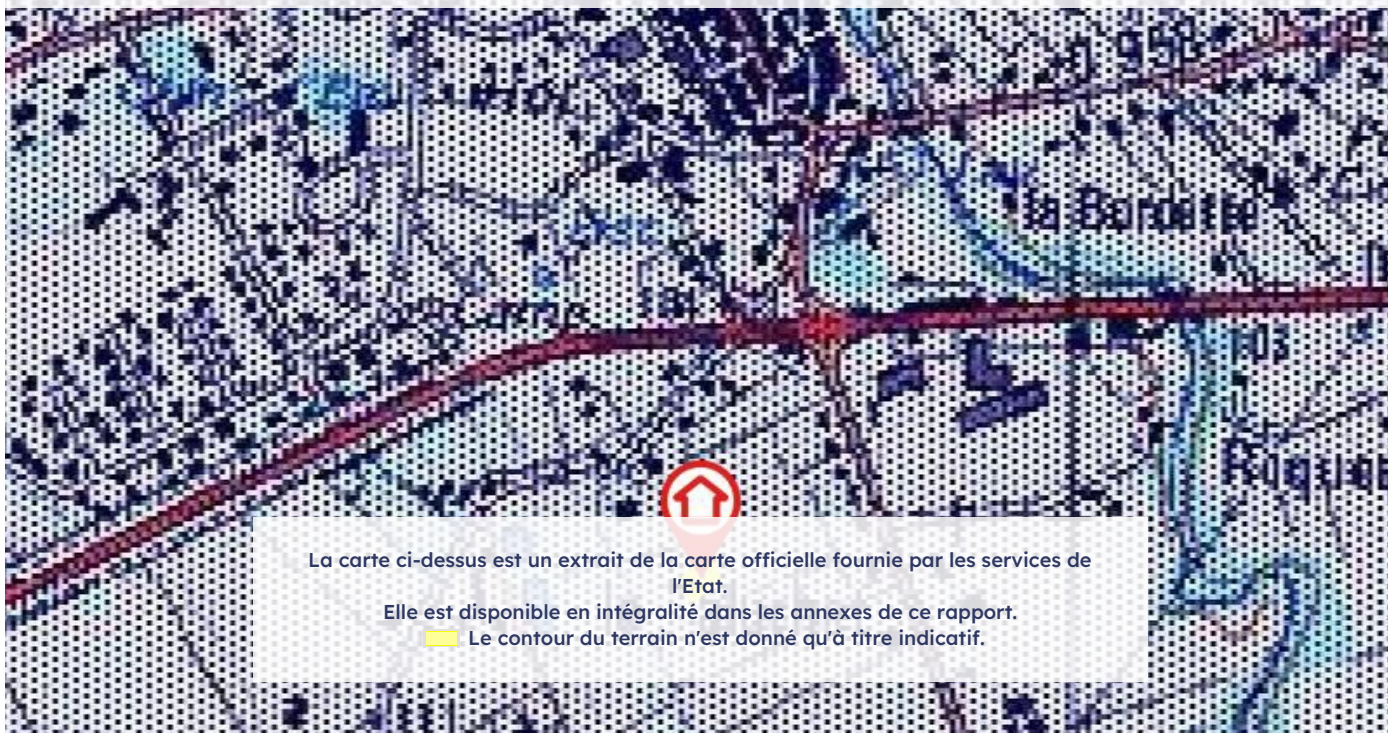 D 958
la Bordette
103
La carte ci-dessus est un extrait de la carte officielle fournie par les services de
l'Etat.
Elle est disponible en intégralité dans les annexes de ce rapport.
Le contour du terrain n'est donné qu'à titre indicatif.